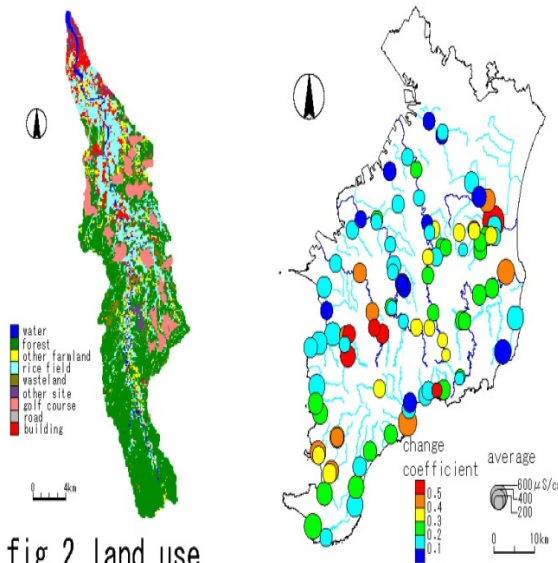 water
forest
other farmland
rice field
wasteland
other site
golf course
road
building
0 4km
fig 2 land use
change
coefficient
0.5
0.4
0.3
0.2
0.1
average
600μS/c
400
200
0 10km